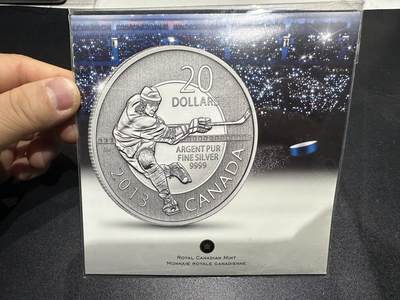 20
DOLLARS
ARGENT PUR
FINE SILVER
9999
2013 CANADA
ROYAL CANADIAN MINT
MONNAIE ROYALE CANADIENNE